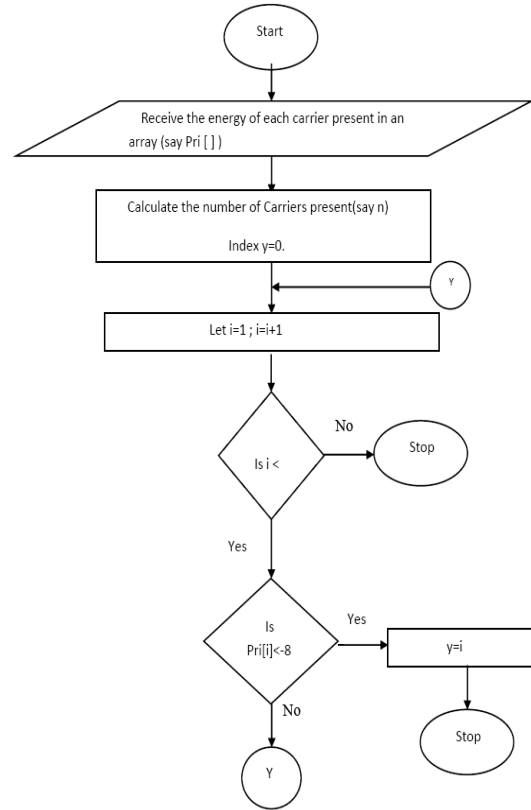 Start
Receive the energy of each carrier present in an
array (say Pri [ ] )
Calculate the number of Carriers present(say n)
Index y=0.
Y
Let i=1 ; i=i+1
No
Is i <
Stop
Yes
Is
Pri[i]<-8
Yes
y=i
No
Stop
Y